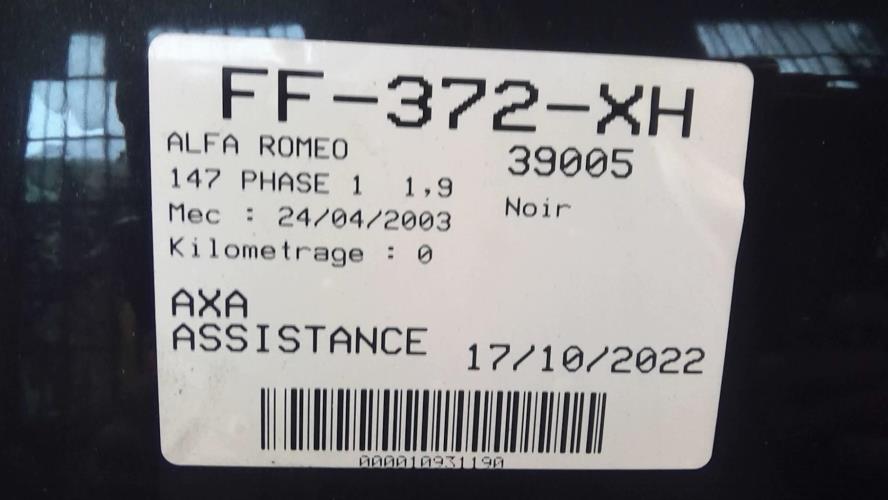 FF-372-XH
ALFA ROMEO 39005
147 PHASE 1 1,9
Noir
Mec : 24/04/2003
Kilometrage : 0
AXA
ASSISTANCE 17/10/2022
000010931190